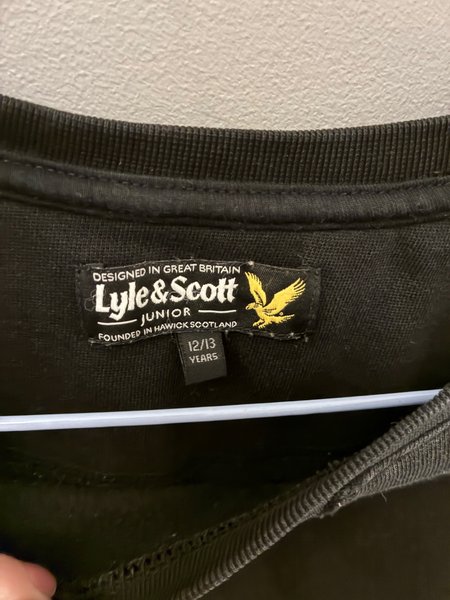 DESIGNED IN GREAT BRITAIN
Lyle&Scott
JUNIOR
FOUNDED IN HAWICK SCOTLAND
12/13
YEARS